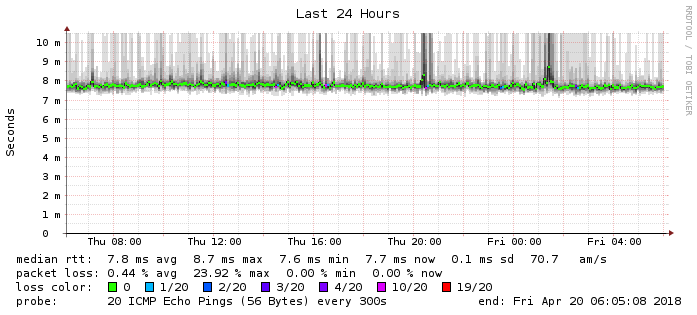 Last 24 Hours
RRDTOOL / TOBI OETIKER
Seconds
10 m
9 m
8 m
7 m
6 m
5 m
4 m
3 m
2 m
1 m
0
Thu 08:00 Thu 12:00 Thu 16:00 Thu 20:00 Fri 00:00 Fri 04:00
median rtt: 7.8 ms avg 8.7 ms max 7.6 ms min 7.7 ms now 0.1 ms sd 70.7 am/s
packet loss: 0.44 % avg 23.92 % max 0.00 % min 0.00 % now
loss color: 0 1/20 2/20 3/20 4/20 10/20 19/20
probe: 20 ICMP Echo Pings (56 Bytes) every 300s end: Fri Apr 20 06:05:08 2018